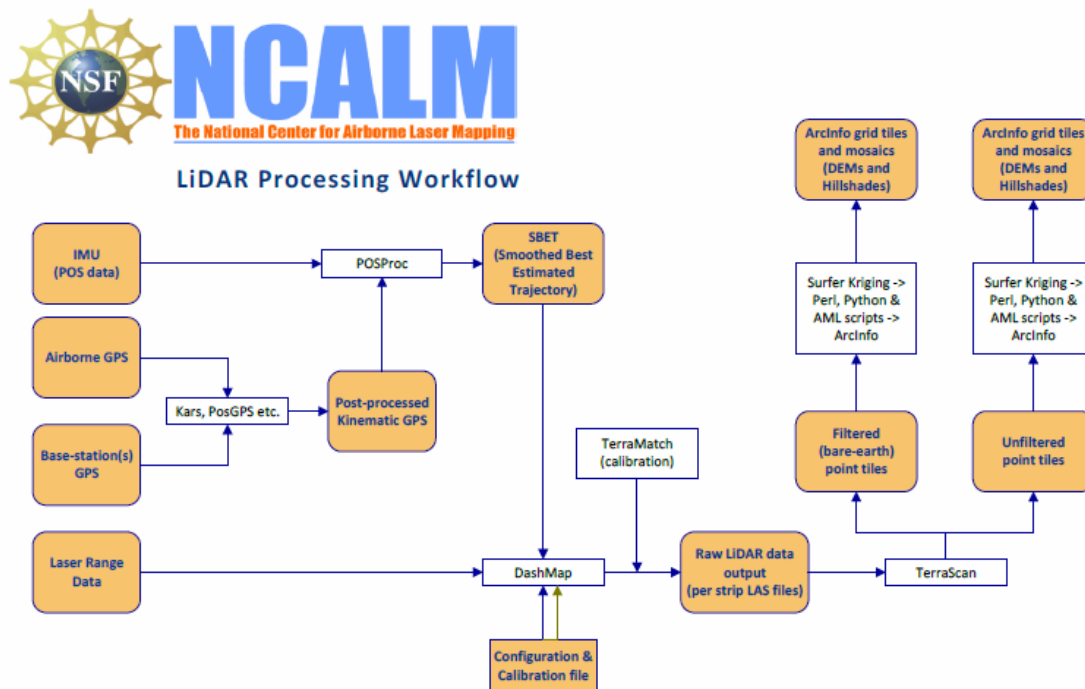 NSF
NCALM
The National Center for Airborne Laser Mapping
LiDAR Processing Workflow
ArcInfo grid tiles
and mosaics
(DEMs and
Hillshades)
ArcInfo grid tiles
and mosaics
(DEMs and
Hillshades)
IMU
(POS data)
POSProc
SBET
(Smoothed Best
Estimated
Trajectory)
Surfer Kriging ->
Perl, Python &
AML scripts ->
ArcInfo
Surfer Kriging ->
Perl, Python &
AML scripts ->
ArcInfo
Airborne GPS
Kars, PosGPS etc.
Post-processed
Kinematic GPS
Base-station(s)
GPS
TerraMatch
(calibration)
Filtered
(bare-earth)
point tiles
Unfiltered
point tiles
Laser Range
Data
DashMap
Raw LiDAR data
output
(per strip LAS files)
TerraScan
Configuration &
Calibration file